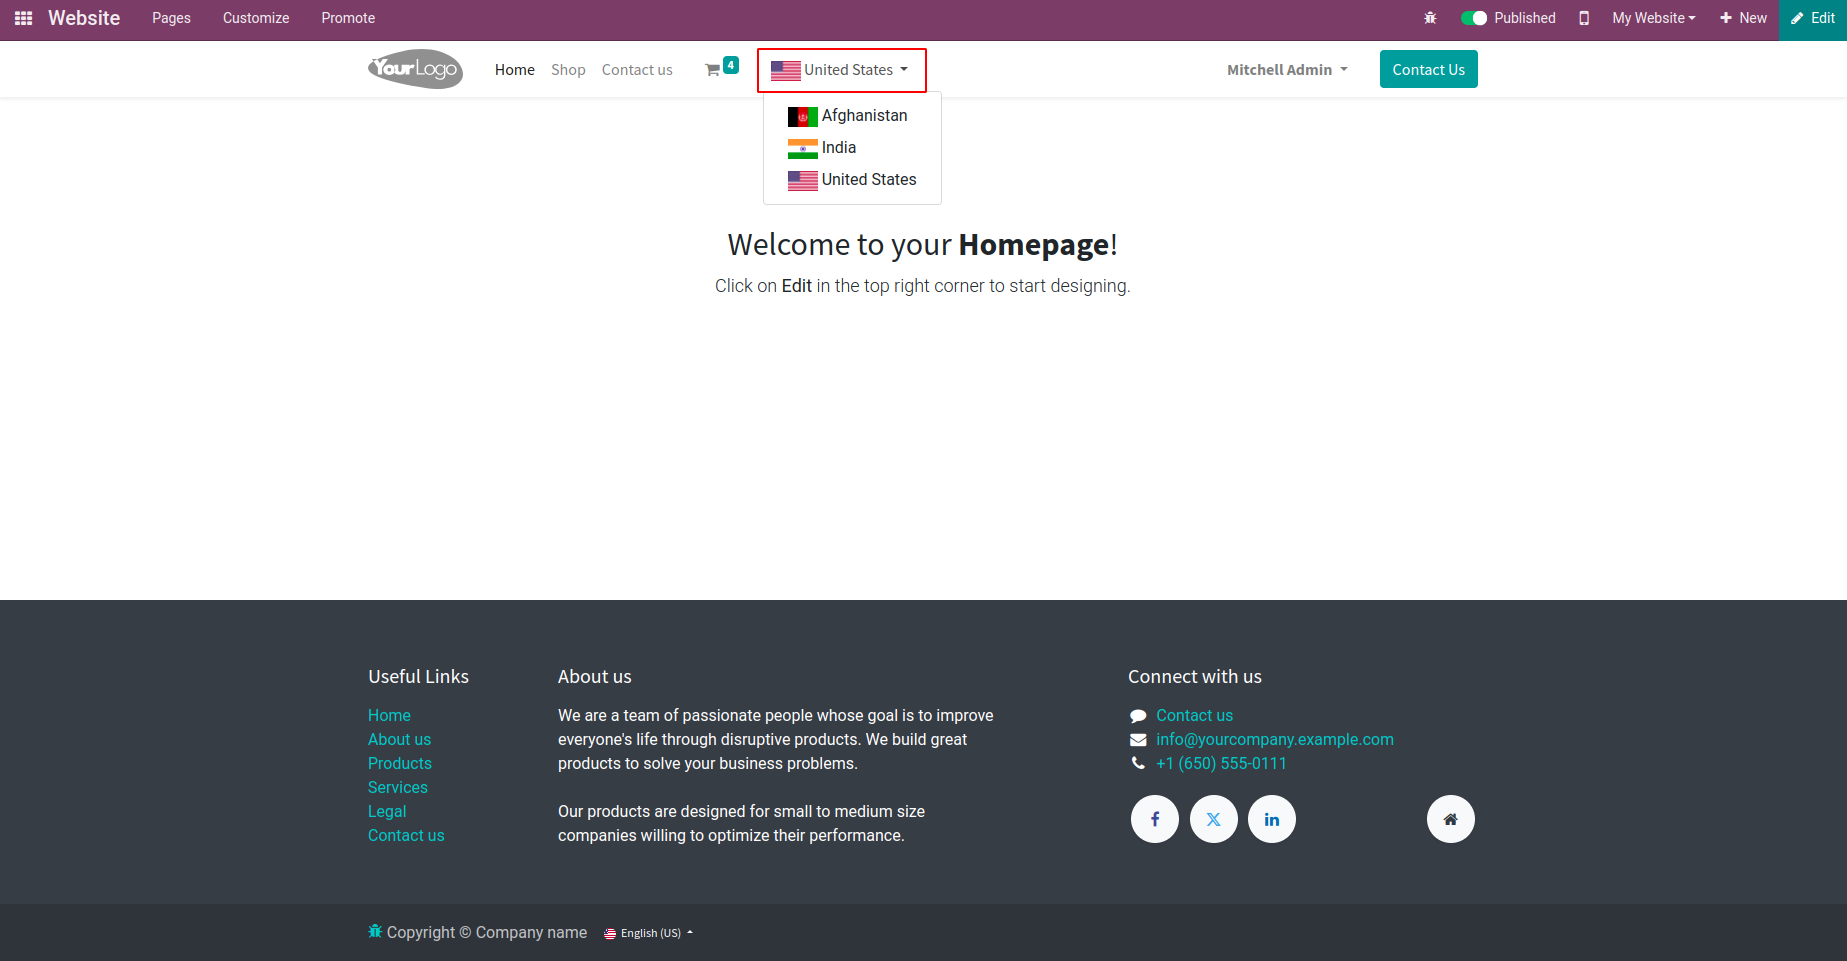 Website Pages Customize Promote Published My Website New Edit
YourLogo Home Shop Contact us 4 United States Mitchell Admin Contact Us
Afghanistan
India
United States
Welcome to your Homepage!
Click on Edit in the top right corner to start designing.
Useful Links
Home
About us
Products
Services
Legal
Contact us
About us
We are a team of passionate people whose goal is to improve
everyone's life through disruptive products. We build great
products to solve your business problems.
Our products are designed for small to medium size
companies willing to optimize their performance.
Connect with us
Contact us
info@yourcompany.example.com
+1 (650) 555-0111
Copyright © Company name English (US)